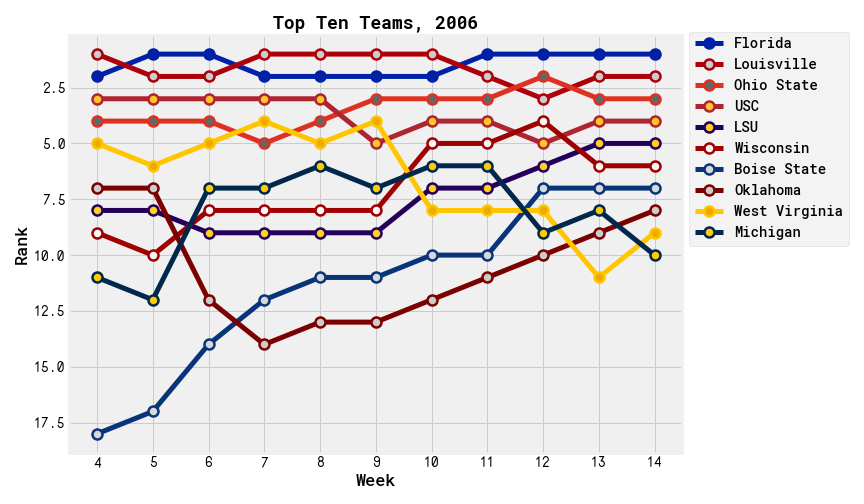 Top Ten Teams, 2006
Florida
Louisville
Ohio State
USC
LSU
Wisconsin
Boise State
Oklahoma
West Virginia
Michigan
Rank
2.5
5.0
7.5
10.0
12.5
15.0
17.5
4 5 6 7 8 9 10 11 12 13 14
Week